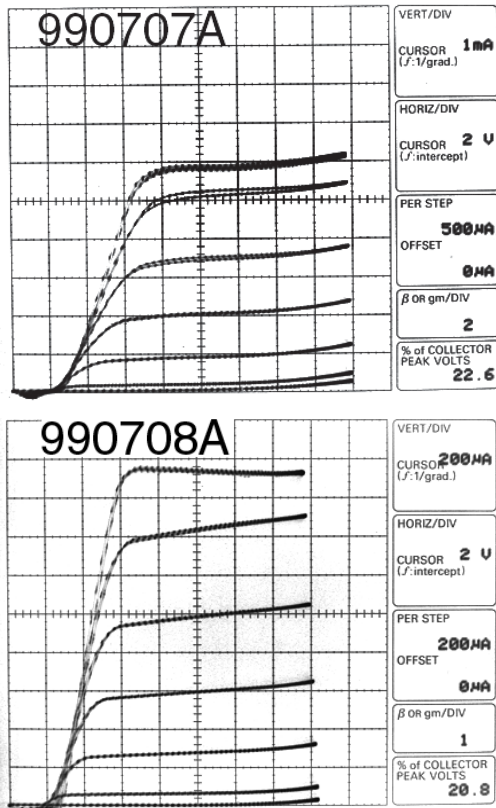 990707A
VERT/DIV
CURSOR 1mA
(ƒ:1/grad.)
HORIZ/DIV
CURSOR 2 V
(ƒ:intercept)
PER STEP
500µA
OFFSET
0µA
β OR gm/DIV
2
% of COLLECTOR
PEAK VOLTS
22.6
990708A
VERT/DIV
CURSOR 200µA
(ƒ:1/grad.)
HORIZ/DIV
CURSOR 2 V
(ƒ:intercept)
PER STEP
200µA
OFFSET
0µA
β OR gm/DIV
1
% of COLLECTOR
PEAK VOLTS
20.8